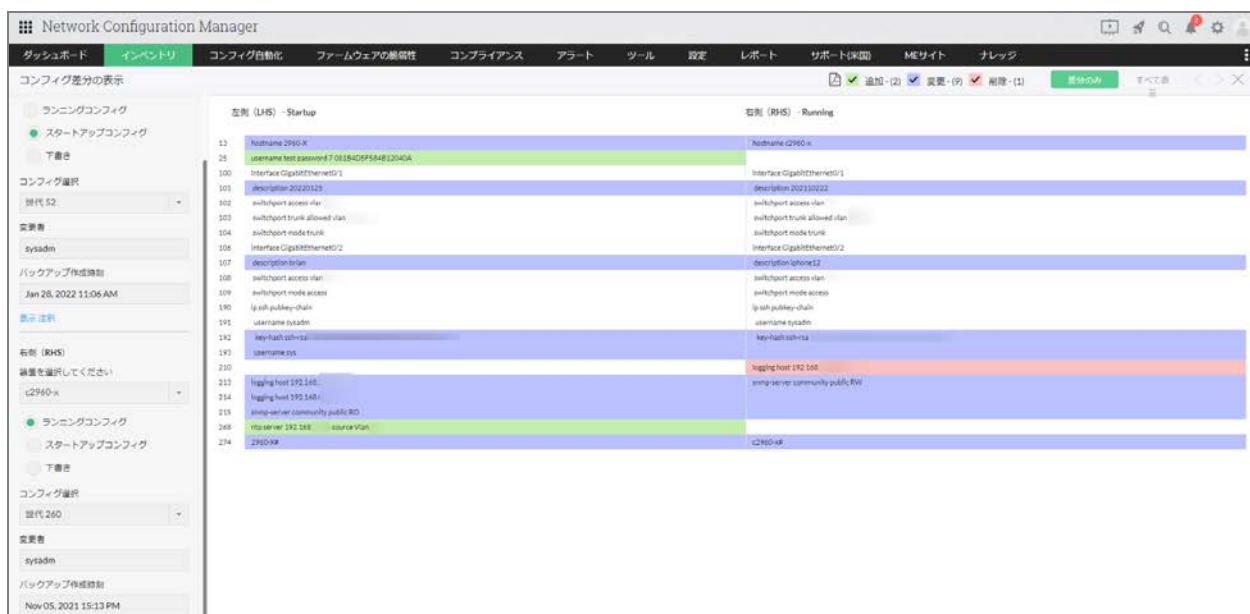 Network Configuration Manager
ダッシュボード インベントリ コンフィグ自動化 ファームウェアの脆弱性 コンプライアンス アラート ツール 設定 レポート サポート(米国) MEサイト ナレッジ
コンフィグ差分の表示
追加 - (2) 変更 - (9) 削除 - (1) 差分のみ
ランニングコンフィグ
スタートアップコンフィグ
下書き
コンフィグ選択
世代 52
変更者
sysadm
バックアップ作成時刻
Jan 28, 2022 11:06 AM
表示 注釈
右側 (RHS)
装置を選択してください
c2960-x
ランニングコンフィグ
スタートアップコンフィグ
下書き
コンフィグ選択
世代 260
変更者
sysadm
バックアップ作成時刻
Nov 05, 2021 15:13 PM
左側 (LHS) - Startup 右側 (RHS) - Running
13 hostname 2960-X hostname c2960-x
25 username test password 7
100 interface GigabitEthernet0/1 interface GigabitEthernet0/1
101 description 20220125 description 202110222
102 switchport access vlan switchport access vlan
103 switchport trunk allowed vlan switchport trunk allowed vlan
104 switchport mode trunk switchport mode trunk
106 interface GigabitEthernet0/2 interface GigabitEthernet0/2
107 description brian description iphone12
108 switchport access vlan switchport access vlan
109 switchport mode access switchport mode access
190 ip ssh pubkey-chain ip ssh pubkey-chain
191 username sysadm username sysadm
192 key-hash ssh-rsa key-hash ssh-rsa
193 username sys
210 logging host 192.168
213 logging host 192.168. snmp-server community public RW
214 logging host 192.168
215 snmp-server community public RO
268 ntp server 192.168 source Vlan
274 2960-X# c2960-x#